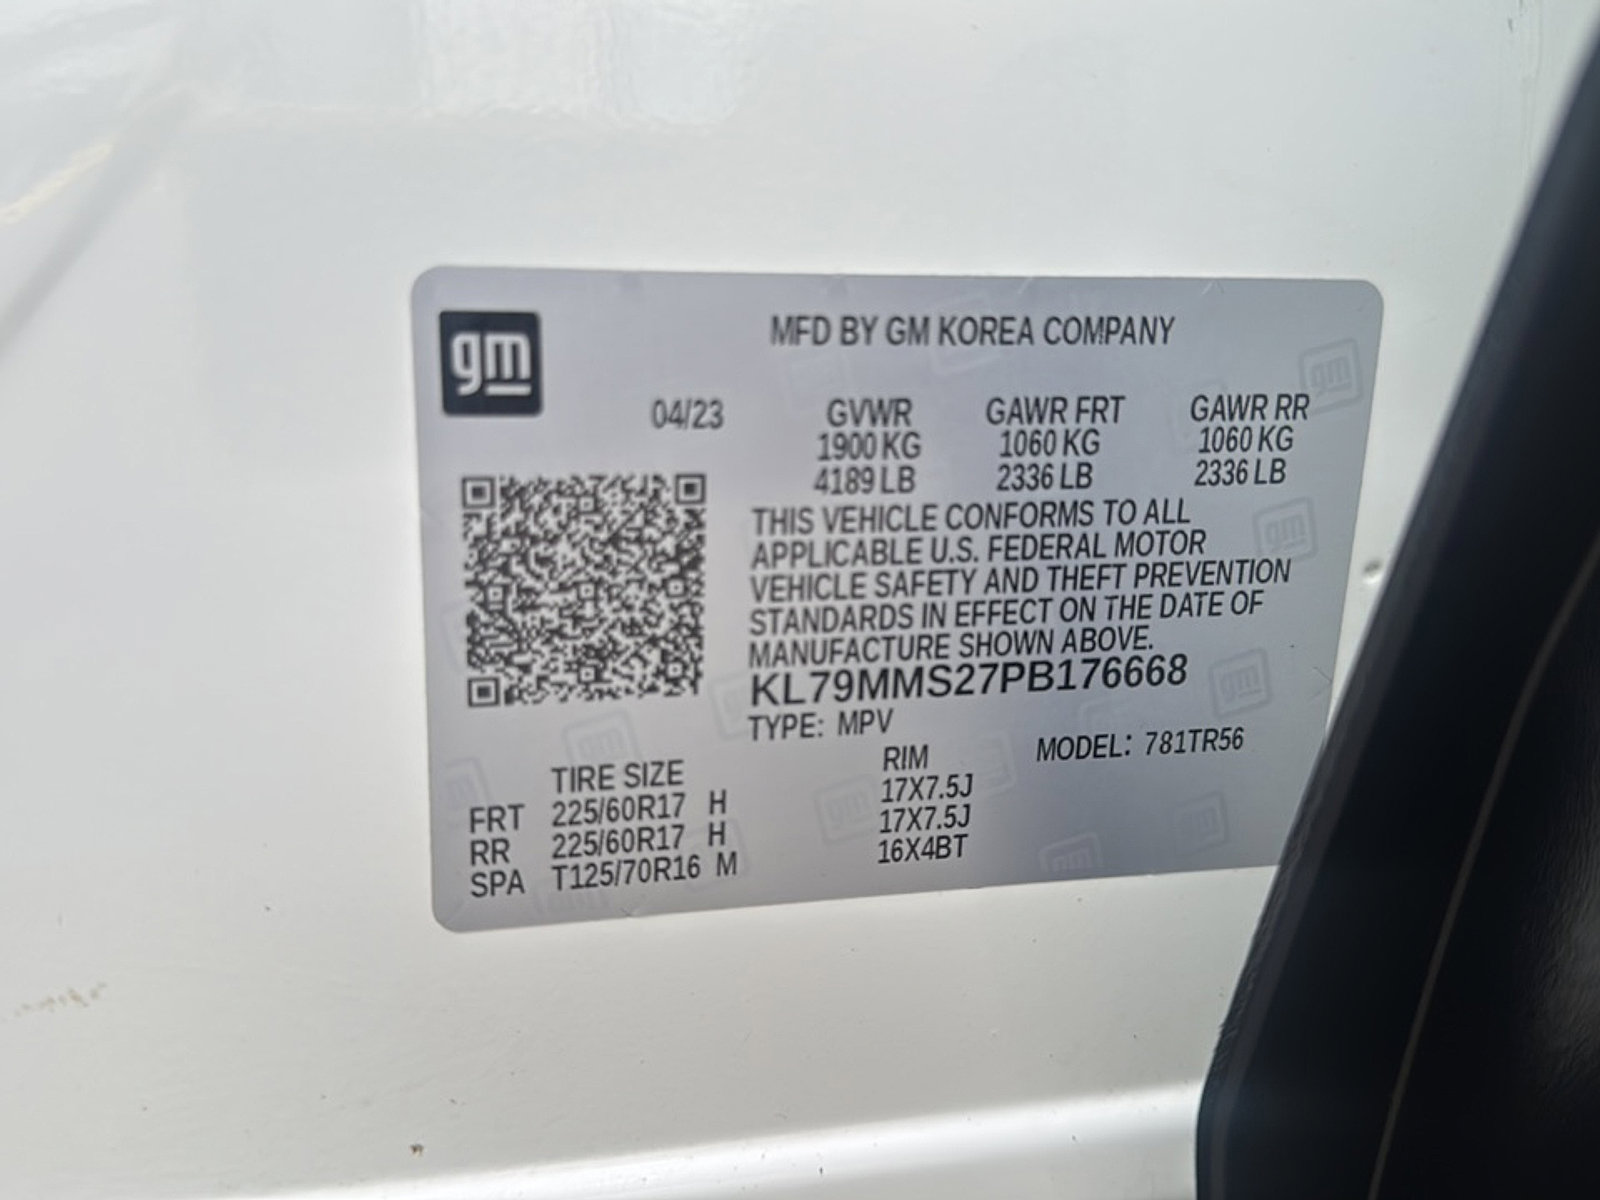 gm
MFD BY GM KOREA COMPANY
04/23 GVWR GAWR FRT GAWR RR
1900 KG 1060 KG 1060 KG
4189 LB 2336 LB 2336 LB
THIS VEHICLE CONFORMS TO ALL
APPLICABLE U.S. FEDERAL MOTOR
VEHICLE SAFETY AND THEFT PREVENTION
STANDARDS IN EFFECT ON THE DATE OF
MANUFACTURE SHOWN ABOVE.
KL79MMS27PB176668
TYPE: MPV
MODEL: 781TR56
TIRE SIZE RIM
FRT 225/60R17 H 17X7.5J
RR 225/60R17 H 17X7.5J
SPA T125/70R16 M 16X4BT